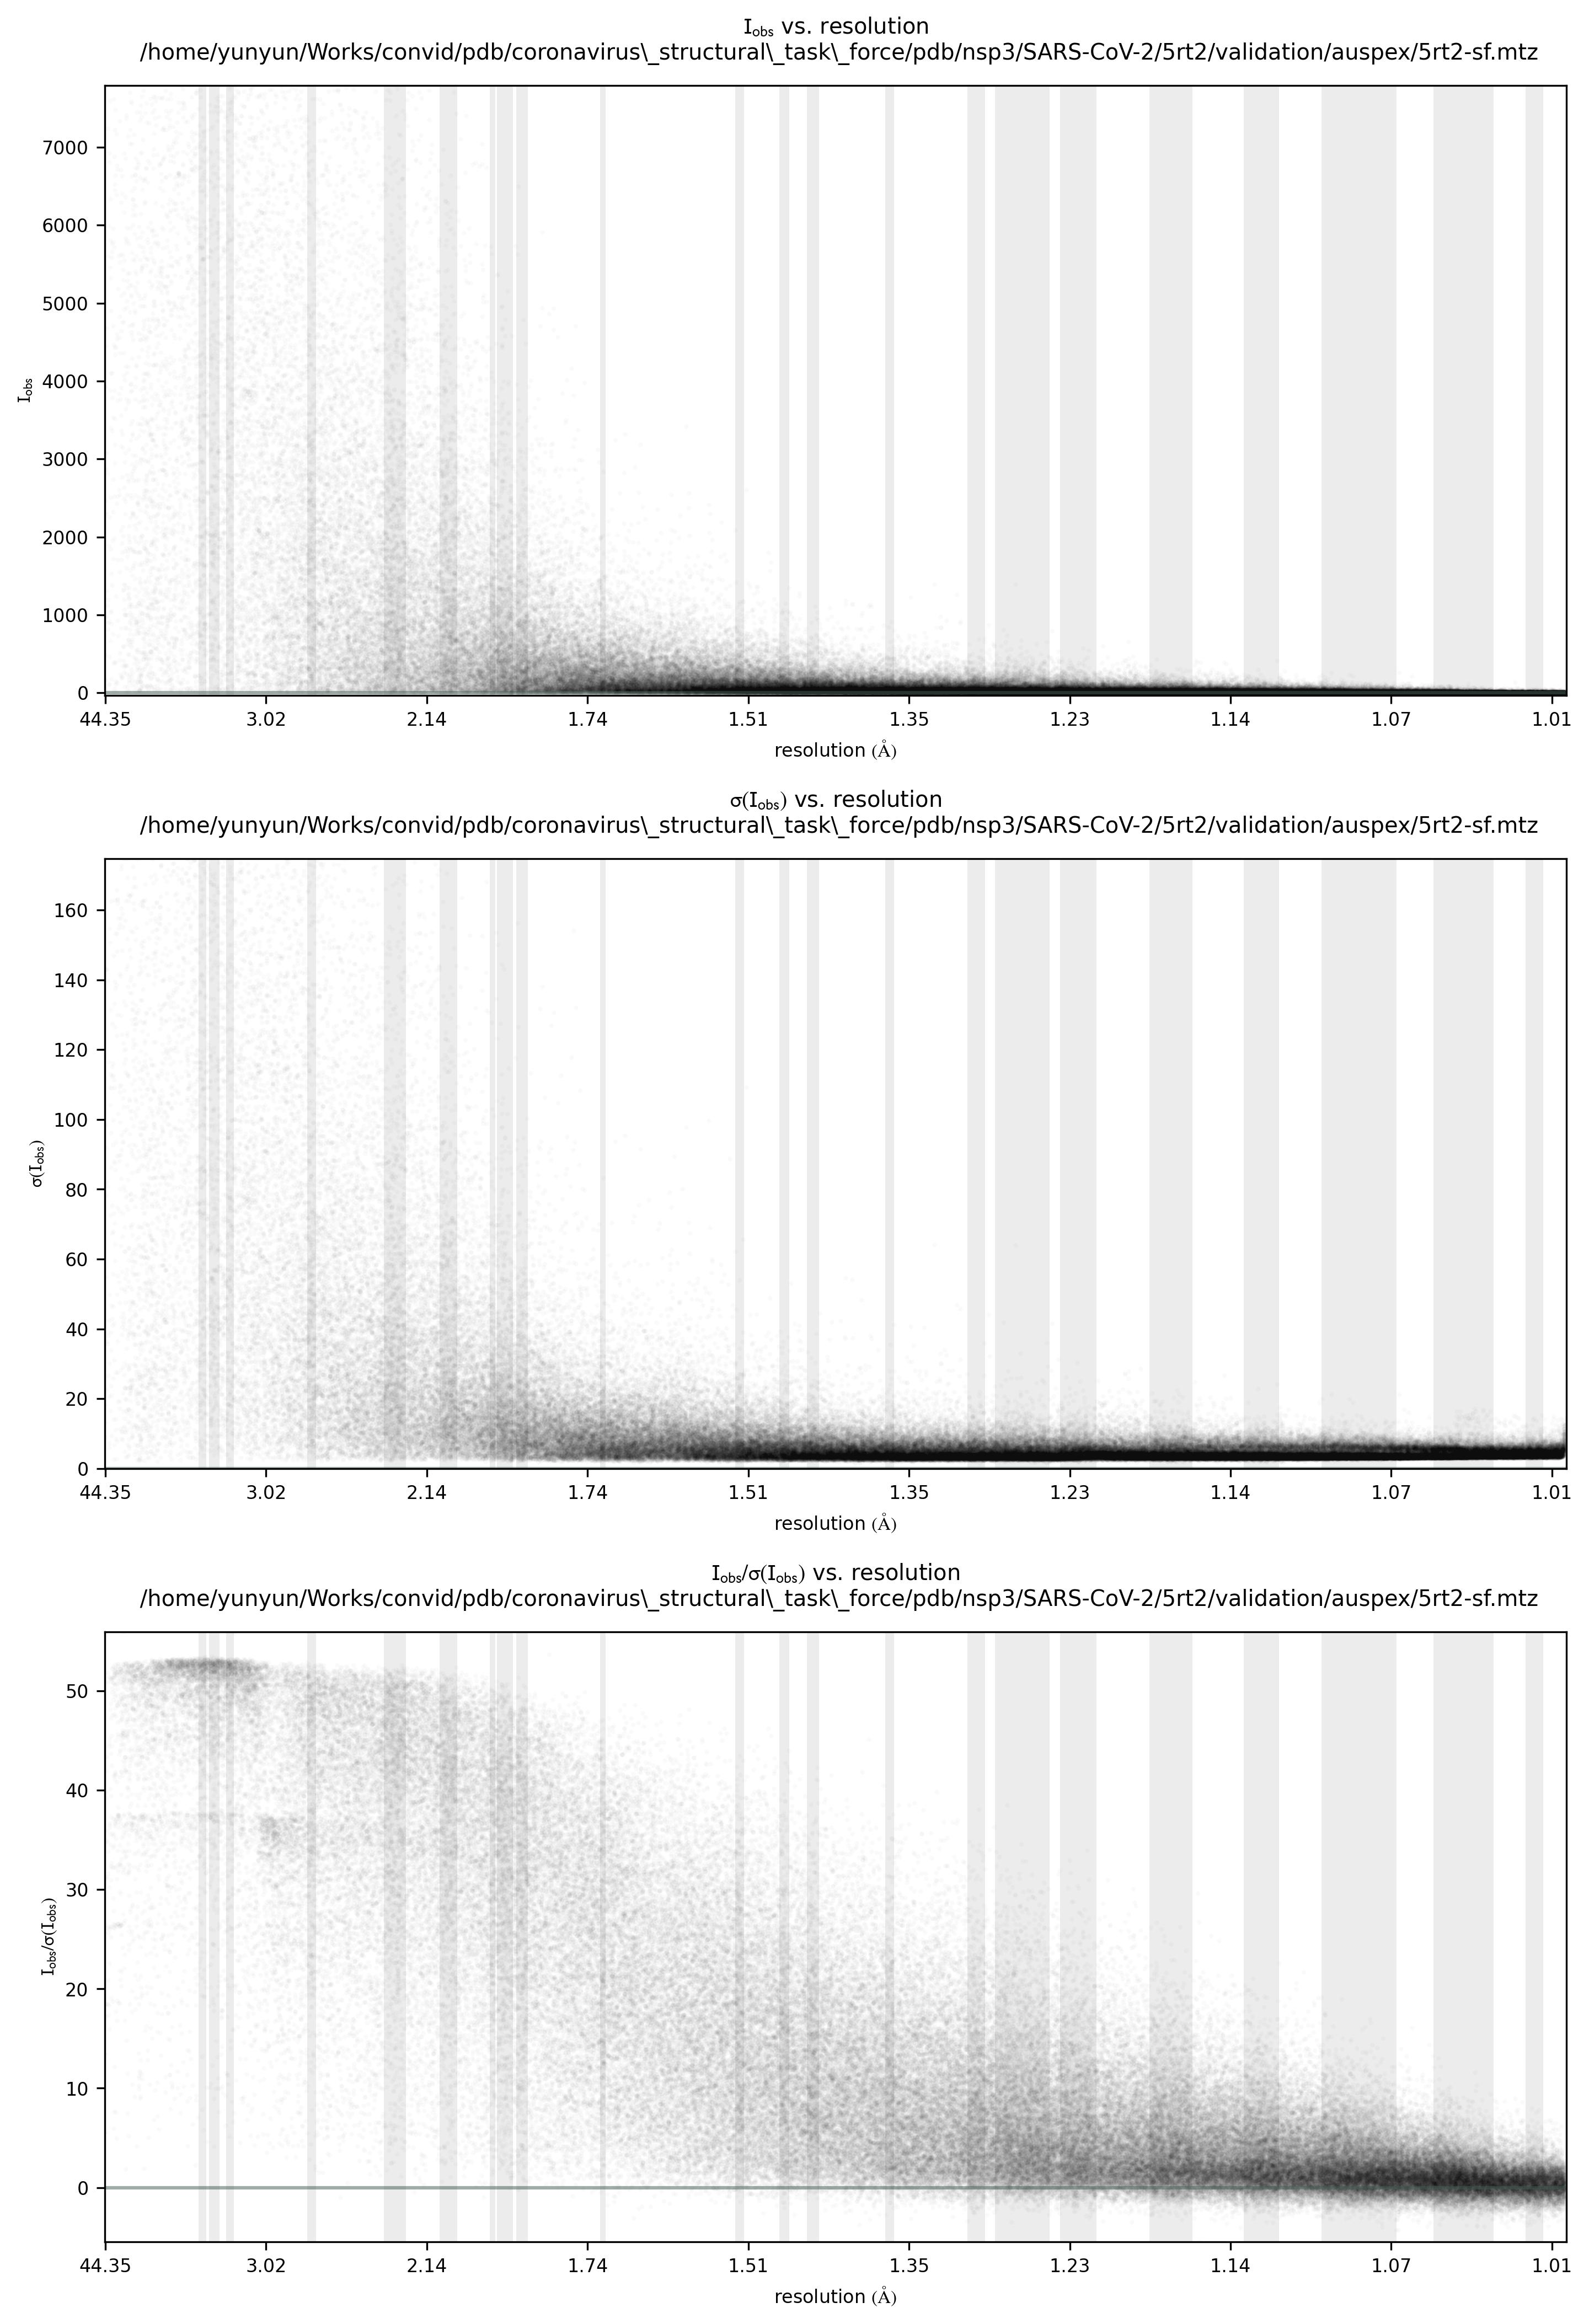 I_obs vs. resolution
/home/yunyun/Works/convid/pdb/coronavirus\_structural\_task\_force/pdb/nsp3/SARS-CoV-2/5rt2/validation/auspex/5rt2-sf.mtz
7000
6000
5000
4000
I_obs
3000
2000
1000
0
44.35 3.02 2.14 1.74 1.51 1.35 1.23 1.14 1.07 1.01
resolution (Å)
σ(I_obs) vs. resolution
/home/yunyun/Works/convid/pdb/coronavirus\_structural\_task\_force/pdb/nsp3/SARS-CoV-2/5rt2/validation/auspex/5rt2-sf.mtz
160
140
120
100
σ(I_obs)
80
60
40
20
0
44.35 3.02 2.14 1.74 1.51 1.35 1.23 1.14 1.07 1.01
resolution (Å)
I_obs/σ(I_obs) vs. resolution
/home/yunyun/Works/convid/pdb/coronavirus\_structural\_task\_force/pdb/nsp3/SARS-CoV-2/5rt2/validation/auspex/5rt2-sf.mtz
50
40
30
I_obs/σ(I_obs)
20
10
0
44.35 3.02 2.14 1.74 1.51 1.35 1.23 1.14 1.07 1.01
resolution (Å)